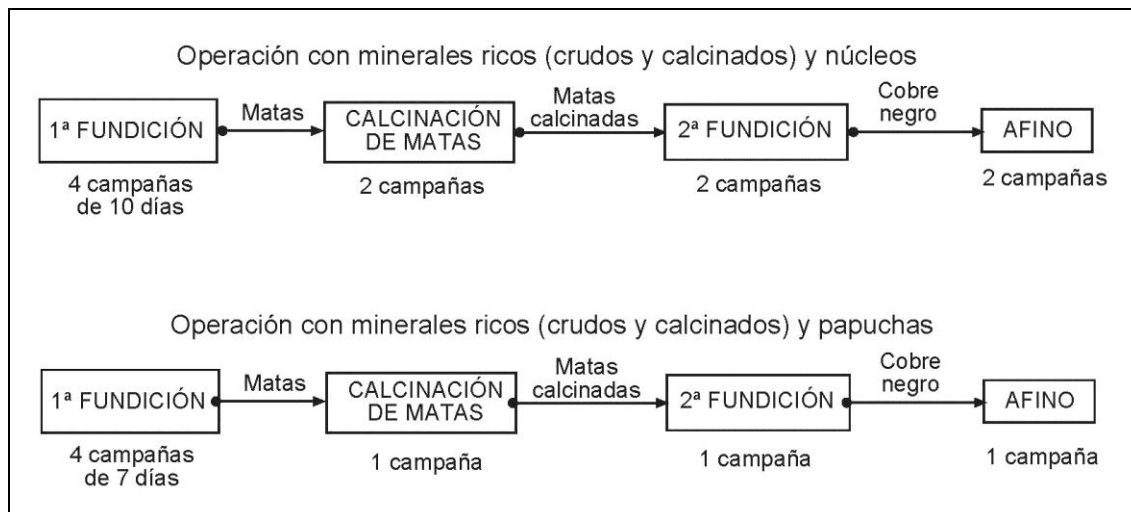 Operación con minerales ricos (crudos y calcinados) y núcleos
1ª FUNDICIÓN
Matas
CALCINACIÓN
DE MATAS
Matas
calcinadas
2ª FUNDICIÓN
Cobre
negro
AFINO
4 campañas
de 10 días
2 campañas
2 campañas
2 campañas
Operación con minerales ricos (crudos y calcinados) y papuchas
1ª FUNDICIÓN
Matas
CALCINACIÓN
DE MATAS
Matas
calcinadas
2ª FUNDICIÓN
Cobre
negro
AFINO
4 campañas
de 7 días
1 campaña
1 campaña
1 campaña